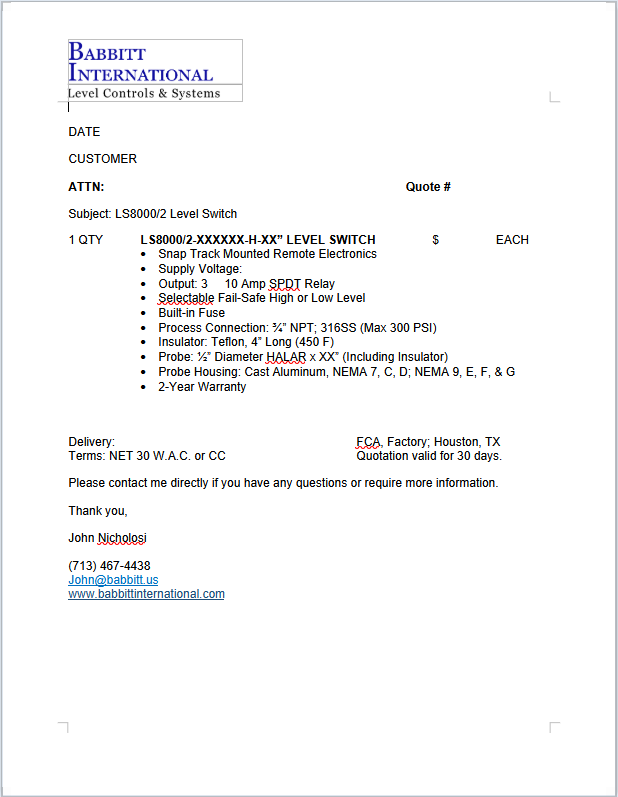 BABBITT
INTERNATIONAL
Level Controls & Systems
DATE
CUSTOMER
ATTN: Quote #
Subject: LS8000/2 Level Switch
1 QTY LS8000/2-XXXXXX-H-XX” LEVEL SWITCH $ EACH
• Snap Track Mounted Remote Electronics
• Supply Voltage:
• Output: 3 10 Amp SPDT Relay
• Selectable Fail-Safe High or Low Level
• Built-in Fuse
• Process Connection: ¾” NPT; 316SS (Max 300 PSI)
• Insulator: Teflon, 4” Long (450 F)
• Probe: ½” Diameter HALAR x XX” (Including Insulator)
• Probe Housing: Cast Aluminum, NEMA 7, C, D; NEMA 9, E, F, & G
• 2-Year Warranty
Delivery: FCA, Factory; Houston, TX
Terms: NET 30 W.A.C. or CC Quotation valid for 30 days.
Please contact me directly if you have any questions or require more information.
Thank you,
John Nicholosi
(713) 467-4438
John@babbitt.us
www.babbittinternational.com